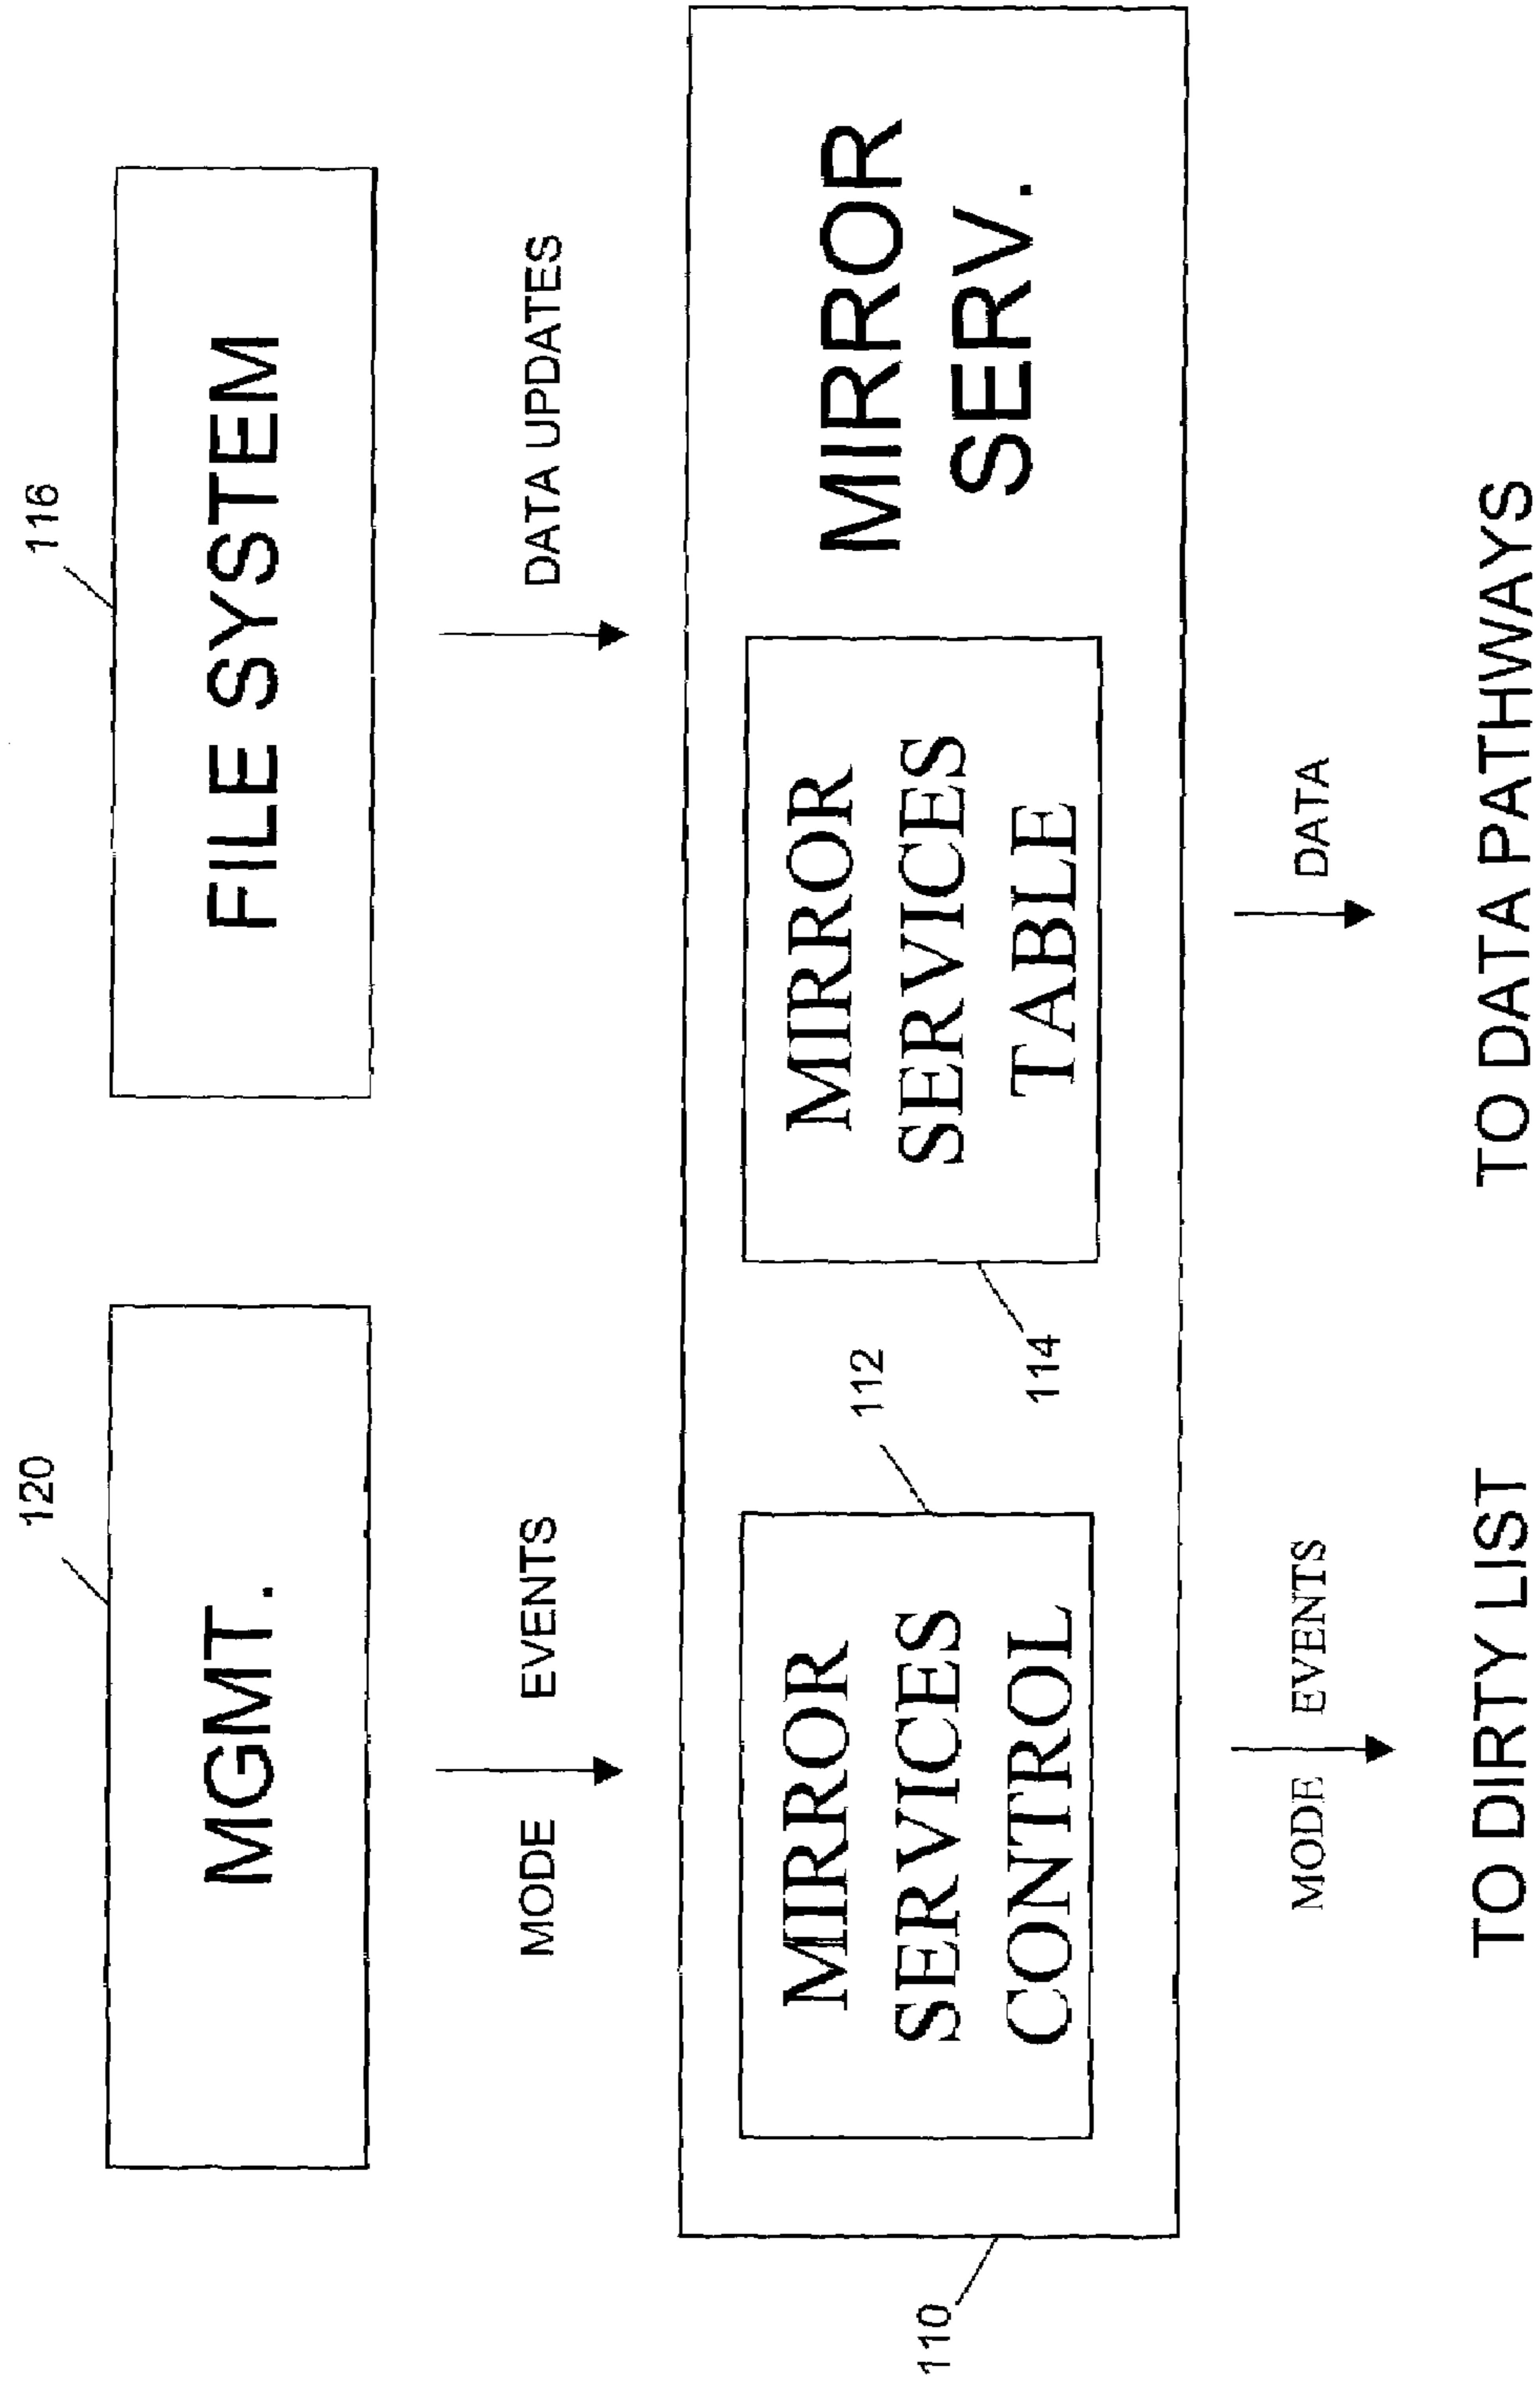 120
116
MGMT.
FILE SYSTEM
MODE EVENTS
DATA UPDATES
110
MIRROR
SERVICES
CONTROL
112
114
MIRROR
SERVICES
TABLE
MIRROR
SERV.
MODE EVENTS
DATA
TO DIRTY LIST
TO DATA PATHWAYS